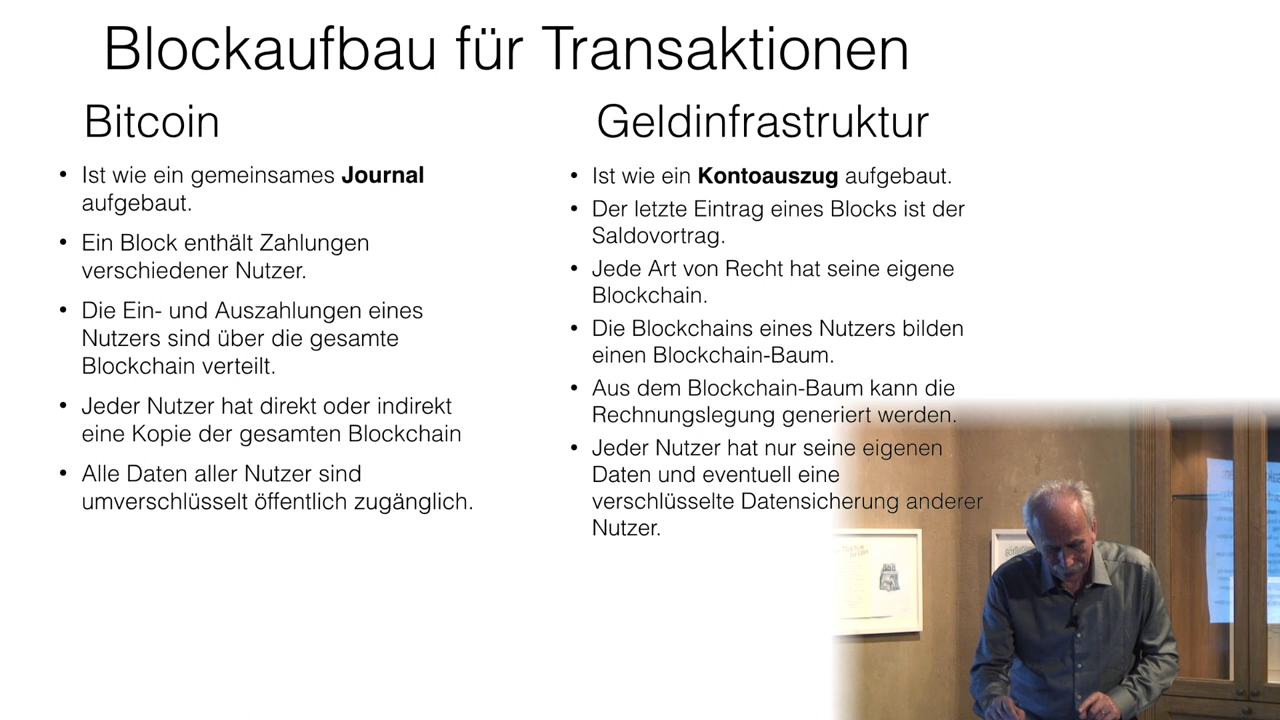 Blockaufbau für Transaktionen
Bitcoin
• Ist wie ein gemeinsames Journal
aufgebaut.
• Ein Block enthält Zahlungen
verschiedener Nutzer.
• Die Ein- und Auszahlungen eines
Nutzers sind über die gesamte
Blockchain verteilt.
• Jeder Nutzer hat direkt oder indirekt
eine Kopie der gesamten Blockchain
• Alle Daten aller Nutzer sind
umverschlüsselt öffentlich zugänglich.
Geldinfrastruktur
• Ist wie ein Kontoauszug aufgebaut.
• Der letzte Eintrag eines Blocks ist der
Saldovortrag.
• Jede Art von Recht hat seine eigene
Blockchain.
• Die Blockchains eines Nutzers bilden
einen Blockchain-Baum.
• Aus dem Blockchain-Baum kann die
Rechnungslegung generiert werden.
• Jeder Nutzer hat nur seine eigenen
Daten und eventuell eine
verschlüsselte Datensicherung anderer
Nutzer.